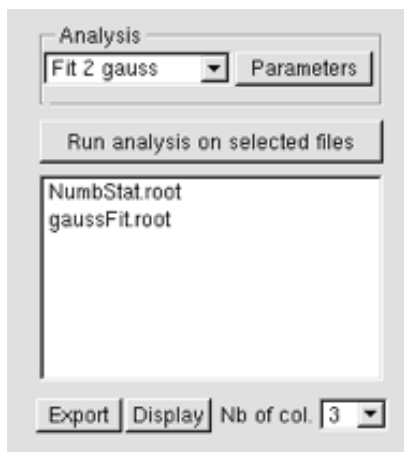 Analysis
Fit 2 gauss Parameters
Run analysis on selected files
NumbStat.root
gaussFit.root
Export Display Nb of col. 3